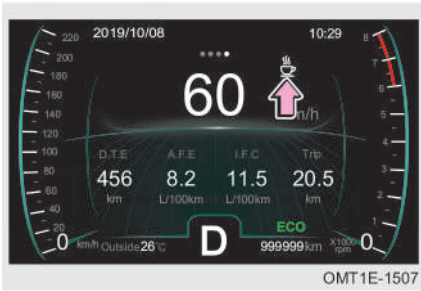 2019/10/08 10:29
60
D.T.E A.F.E I.F.C Trip
456 8.2 11.5 20.5
km L/100km L/100km km
ECO
Outside 26℃ D 999999 km
220
200
180
160
140
120
100
80
60
40
20
0 km/h
8
7
6
5
4
3
2
1
0
X1000
rpm
OMT1E-1507